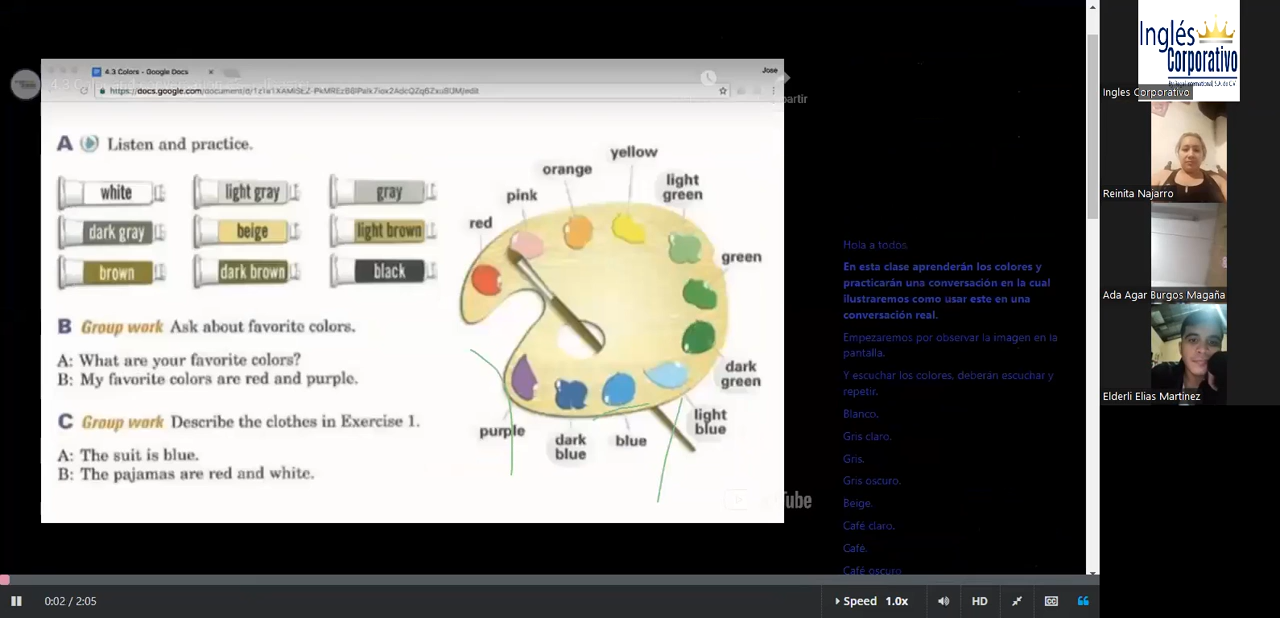 4.3 Colors - Google Docs
Jose
A Listen and practice.
white
light gray
gray
dark gray
beige
light brown
brown
dark brown
black
red
pink
orange
yellow
light
green
green
dark
green
light
blue
blue
dark
blue
purple
B Group work Ask about favorite colors.
A: What are your favorite colors?
B: My favorite colors are red and purple.
C Group work Describe the clothes in Exercise 1.
A: The suit is blue.
B: The pajamas are red and white.
Hola a todos.
En esta clase aprenderán los colores y
practicarán una conversación en la cual
ilustraremos como usar este en una
conversación real.
Empezaremos por observar la imagen en la
pantalla.
Y escuchar los colores, deberán escuchar y
repetir.
Blanco.
Gris claro.
Gris.
Gris oscuro.
Beige.
Café claro.
Café.
Café oscuro
0:02 / 2:05
Speed 1.0x
HD
CC
Inglés
Corporativo
Ingles Corporativo
Reinita Najarro
Ada Agar Burgos Magaña
Elderli Elias Martinez